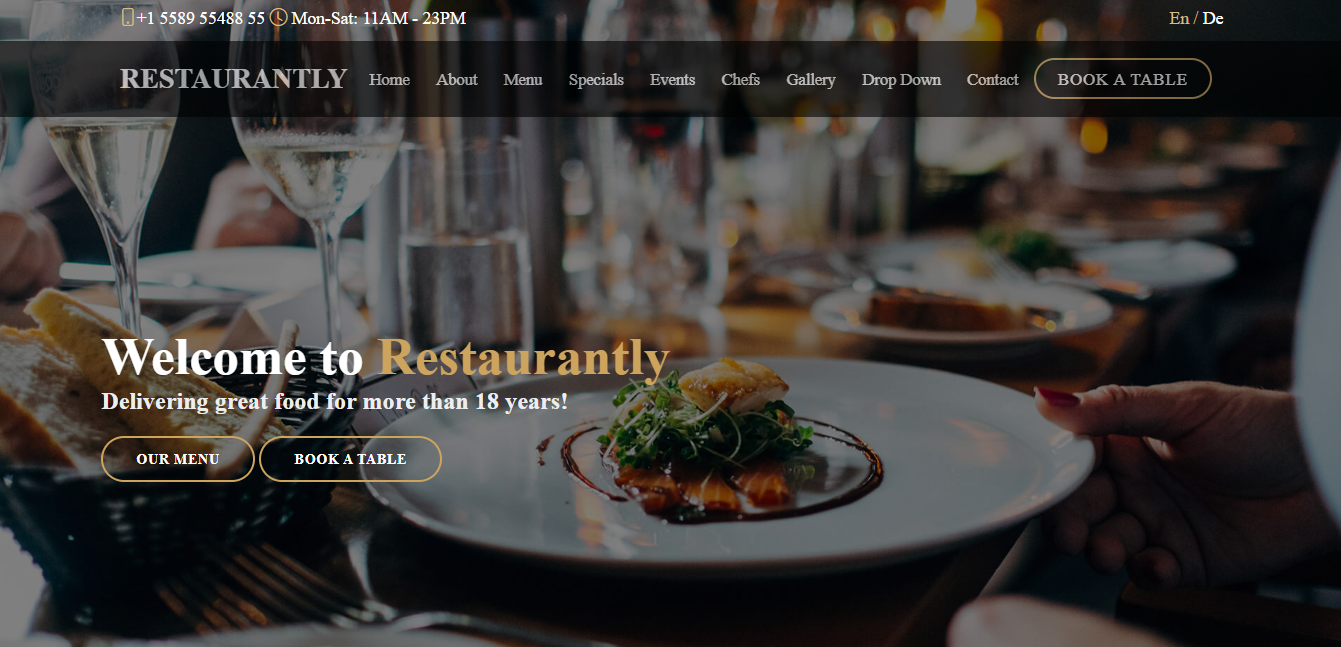 +1 5589 55488 55 Mon-Sat: 11AM - 23PM En / De
RESTAURANTLY Home About Menu Specials Events Chefs Gallery Drop Down Contact BOOK A TABLE
Welcome to Restaurantly
Delivering great food for more than 18 years!
OUR MENU BOOK A TABLE